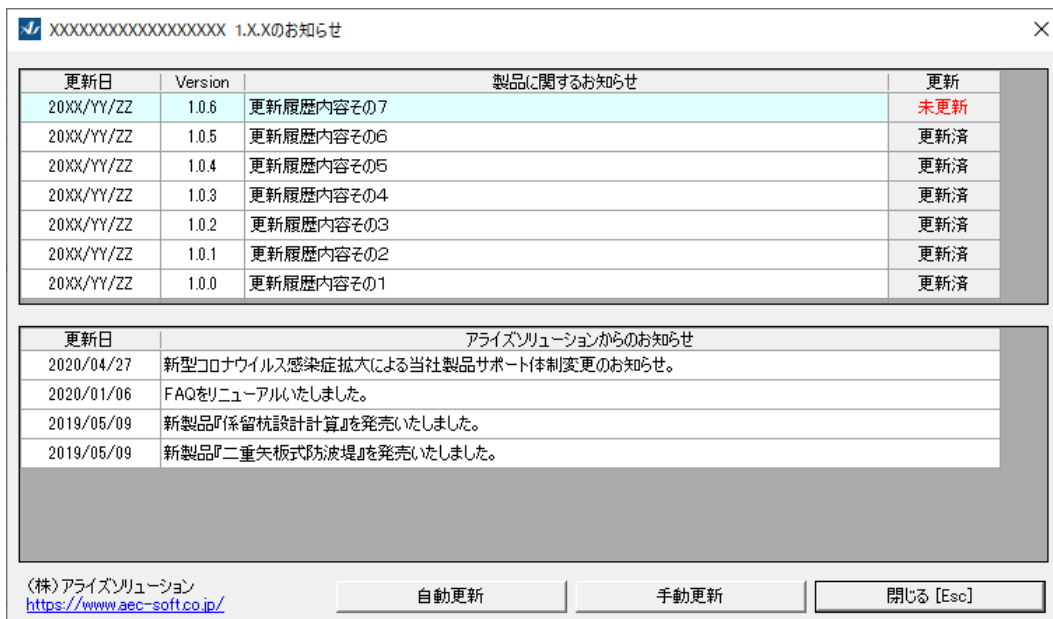 XXXXXXXXXXXXXXXXXX 1.X.Xのお知らせ
更新日 Version 製品に関するお知らせ 更新
20XX/YY/ZZ 1.0.6 更新履歴内容その7 未更新
20XX/YY/ZZ 1.0.5 更新履歴内容その6 更新済
20XX/YY/ZZ 1.0.4 更新履歴内容その5 更新済
20XX/YY/ZZ 1.0.3 更新履歴内容その4 更新済
20XX/YY/ZZ 1.0.2 更新履歴内容その3 更新済
20XX/YY/ZZ 1.0.1 更新履歴内容その2 更新済
20XX/YY/ZZ 1.0.0 更新履歴内容その1 更新済
更新日 アライズソリューションからのお知らせ
2020/04/27 新型コロナウイルス感染症拡大による当社製品サポート体制変更のお知らせ。
2020/01/06 FAQをリニューアルいたしました。
2019/05/09 新製品『係留杭設計計算』を発売いたしました。
2019/05/09 新製品『二重矢板式防波堤』を発売いたしました。
(株)アライズソリューション
https://www.aec-soft.co.jp/
自動更新 手動更新 閉じる [Esc]